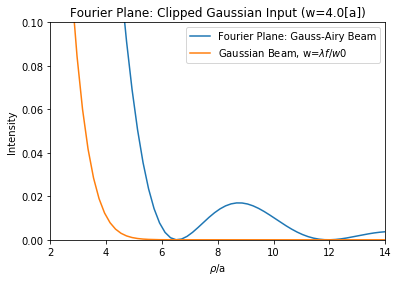 Fourier Plane: Clipped Gaussian Input (w=4.0[a])
Fourier Plane: Gauss-Airy Beam
Gaussian Beam, w=λf/w0
Intensity
0.10
0.08
0.06
0.04
0.02
0.00
2 4 6 8 10 12 14
ρ/a